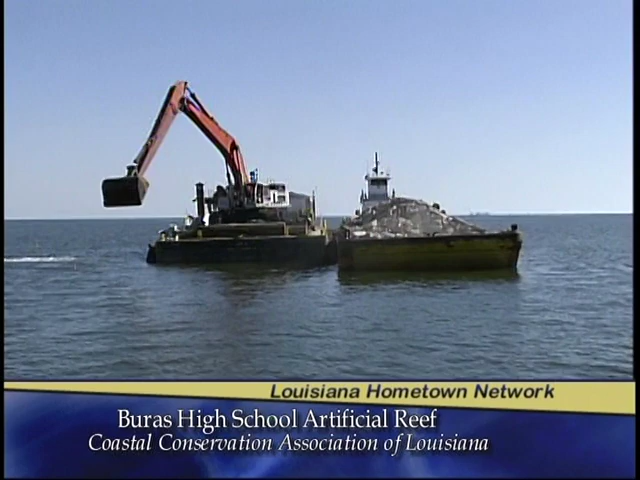 Louisiana Hometown Network
Buras High School Artificial Reef
Coastal Conservation Association of Louisiana